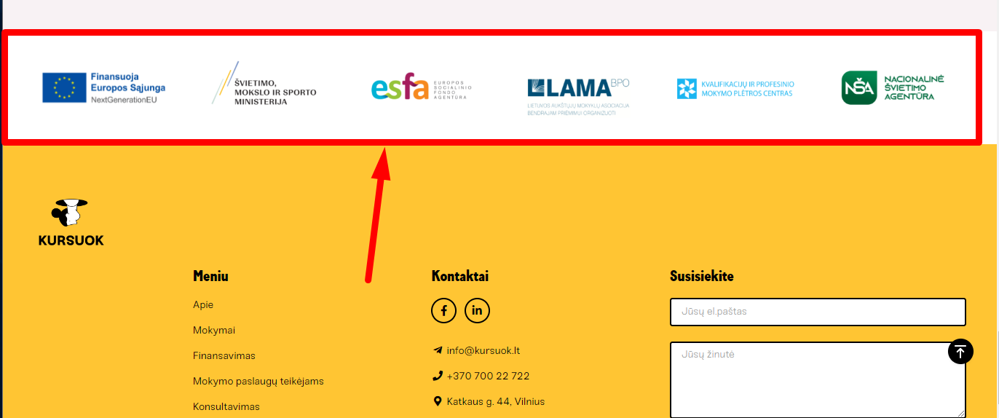 Finansuoja
Europos Sąjunga
NextGenerationEU
ŠVIETIMO,
MOKSLO IR SPORTO
MINISTERIJA
esfa
EUROPOS
SOCIALINIO
FONDO
AGENTŪRA
LAMA BPO
LIETUVOS AUKŠTŲJŲ MOKYKLŲ ASOCIACIJA
BENDRAJAM PRIĖMIMUI ORGANIZUOTI
KVALIFIKACIJŲ IR PROFESINIO
MOKYMO PLĖTROS CENTRAS
NŠA
NACIONALINĖ
ŠVIETIMO
AGENTŪRA
KURSUOK
Meniu
Apie
Mokymai
Finansavimas
Mokymo paslaugų teikėjams
Konsultavimas
Kontaktai
f
in
info@kursuok.lt
+370 700 22 722
Katkaus g. 44, Vilnius
Susisiekite
Jūsų el.paštas
Jūsų žinutė